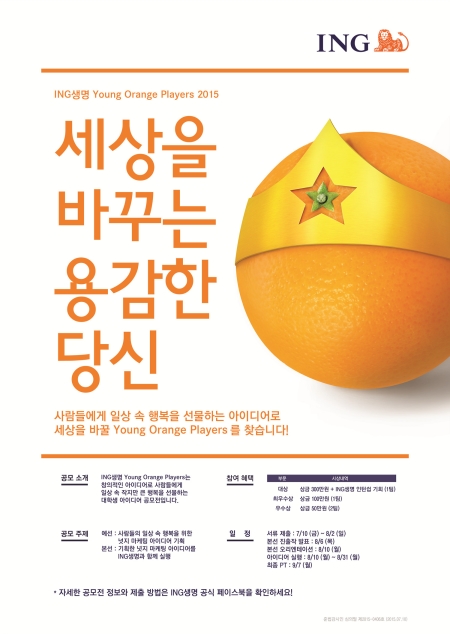 ING
ING생명 Young Orange Players 2015
세상을
바꾸는
용감한
당신
사람들에게 일상 속 행복을 선물하는 아이디어로
세상을 바꿀 Young Orange Players 를 찾습니다!
공모 소개
ING생명 Young Orange Players는
창의적인 아이디어로 사람들에게
일상 속 작지만 큰 행복을 선물하는
대학생 아이디어 공모전입니다.
참여 혜택
부문 시상내역
대상 상금 300만원 + ING생명 인턴쉽 기회 (1팀)
최우수상 상금 100만원 (1팀)
우수상 상금 50만원 (2팀)
공모 주제
예선 : 사람들의 일상 속 행복을 위한
넛지 마케팅 아이디어 기획
본선 : 기획한 넛지 마케팅 아이디어를
ING생명과 함께 실행
일 정
서류 제출 : 7/10 (금) ~ 8/2 (일)
본선 진출작 발표 : 8/6 (목)
본선 오리엔테이션 : 8/10 (월)
아이디어 실행 : 8/10 (월) ~ 8/31 (월)
최종 PT : 9/7 (월)
* 자세한 공모전 정보와 제출 방법은 ING생명 공식 페이스북을 확인하세요!